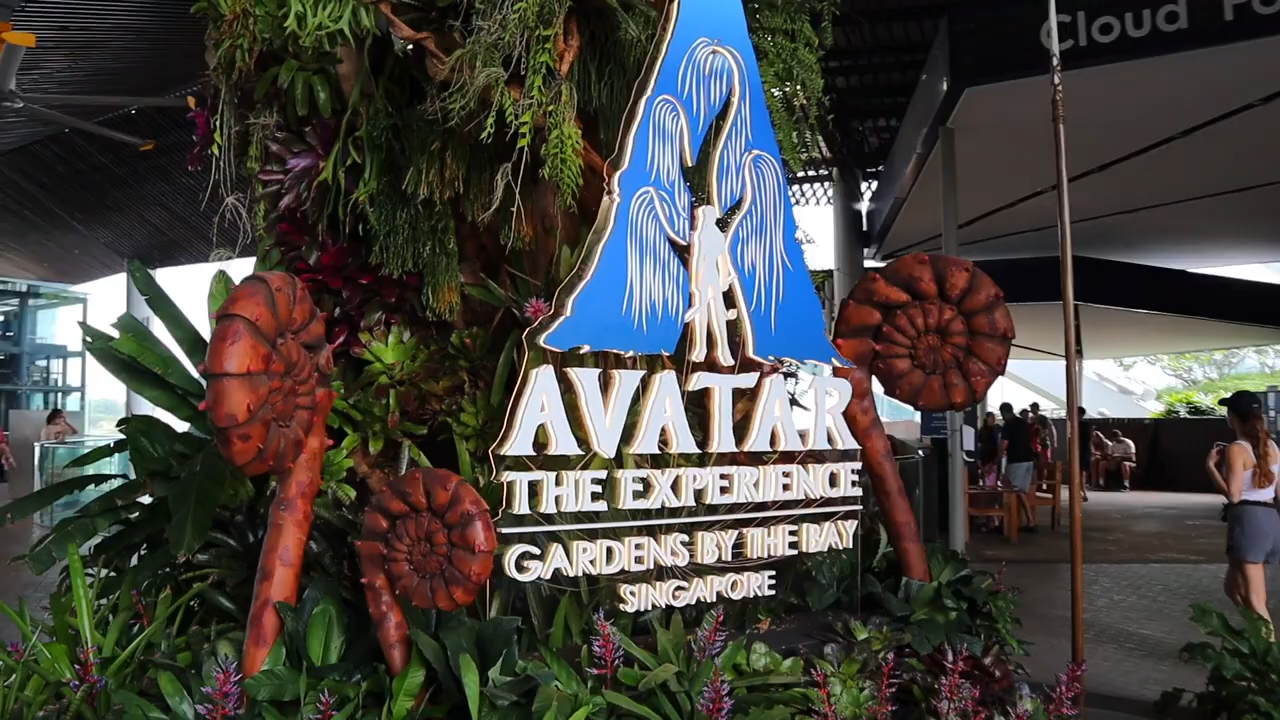 Cloud
AVATAR
THE EXPERIENCE
GARDENS BY THE BAY
SINGAPORE